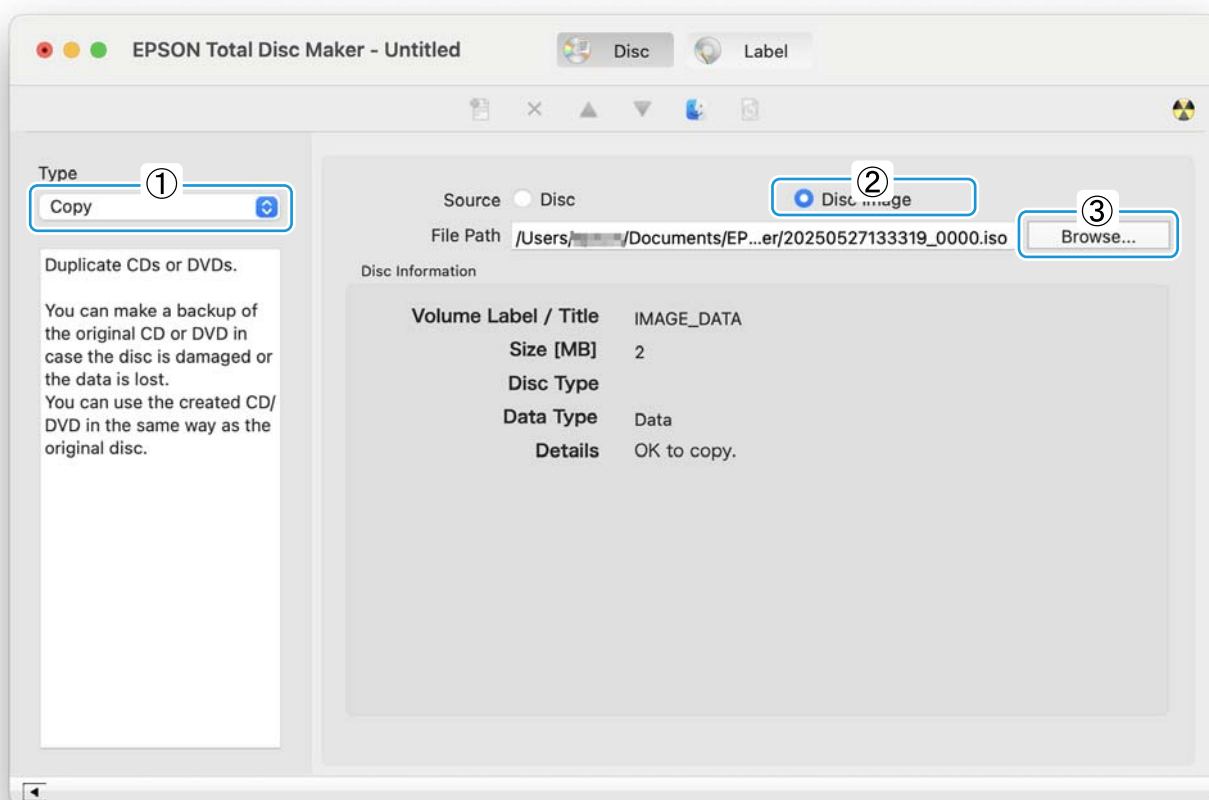 EPSON Total Disc Maker - Untitled
Disc
Label
Type
①
Copy
Duplicate CDs or DVDs.
You can make a backup of
the original CD or DVD in
case the disc is damaged or
the data is lost.
You can use the created CD/
DVD in the same way as the
original disc.
Source Disc ② Disc Image
File Path /Users/ /Documents/EP...er/20250527133319_0000.iso ③ Browse...
Disc Information
Volume Label / Title IMAGE_DATA
Size [MB] 2
Disc Type
Data Type Data
Details OK to copy.